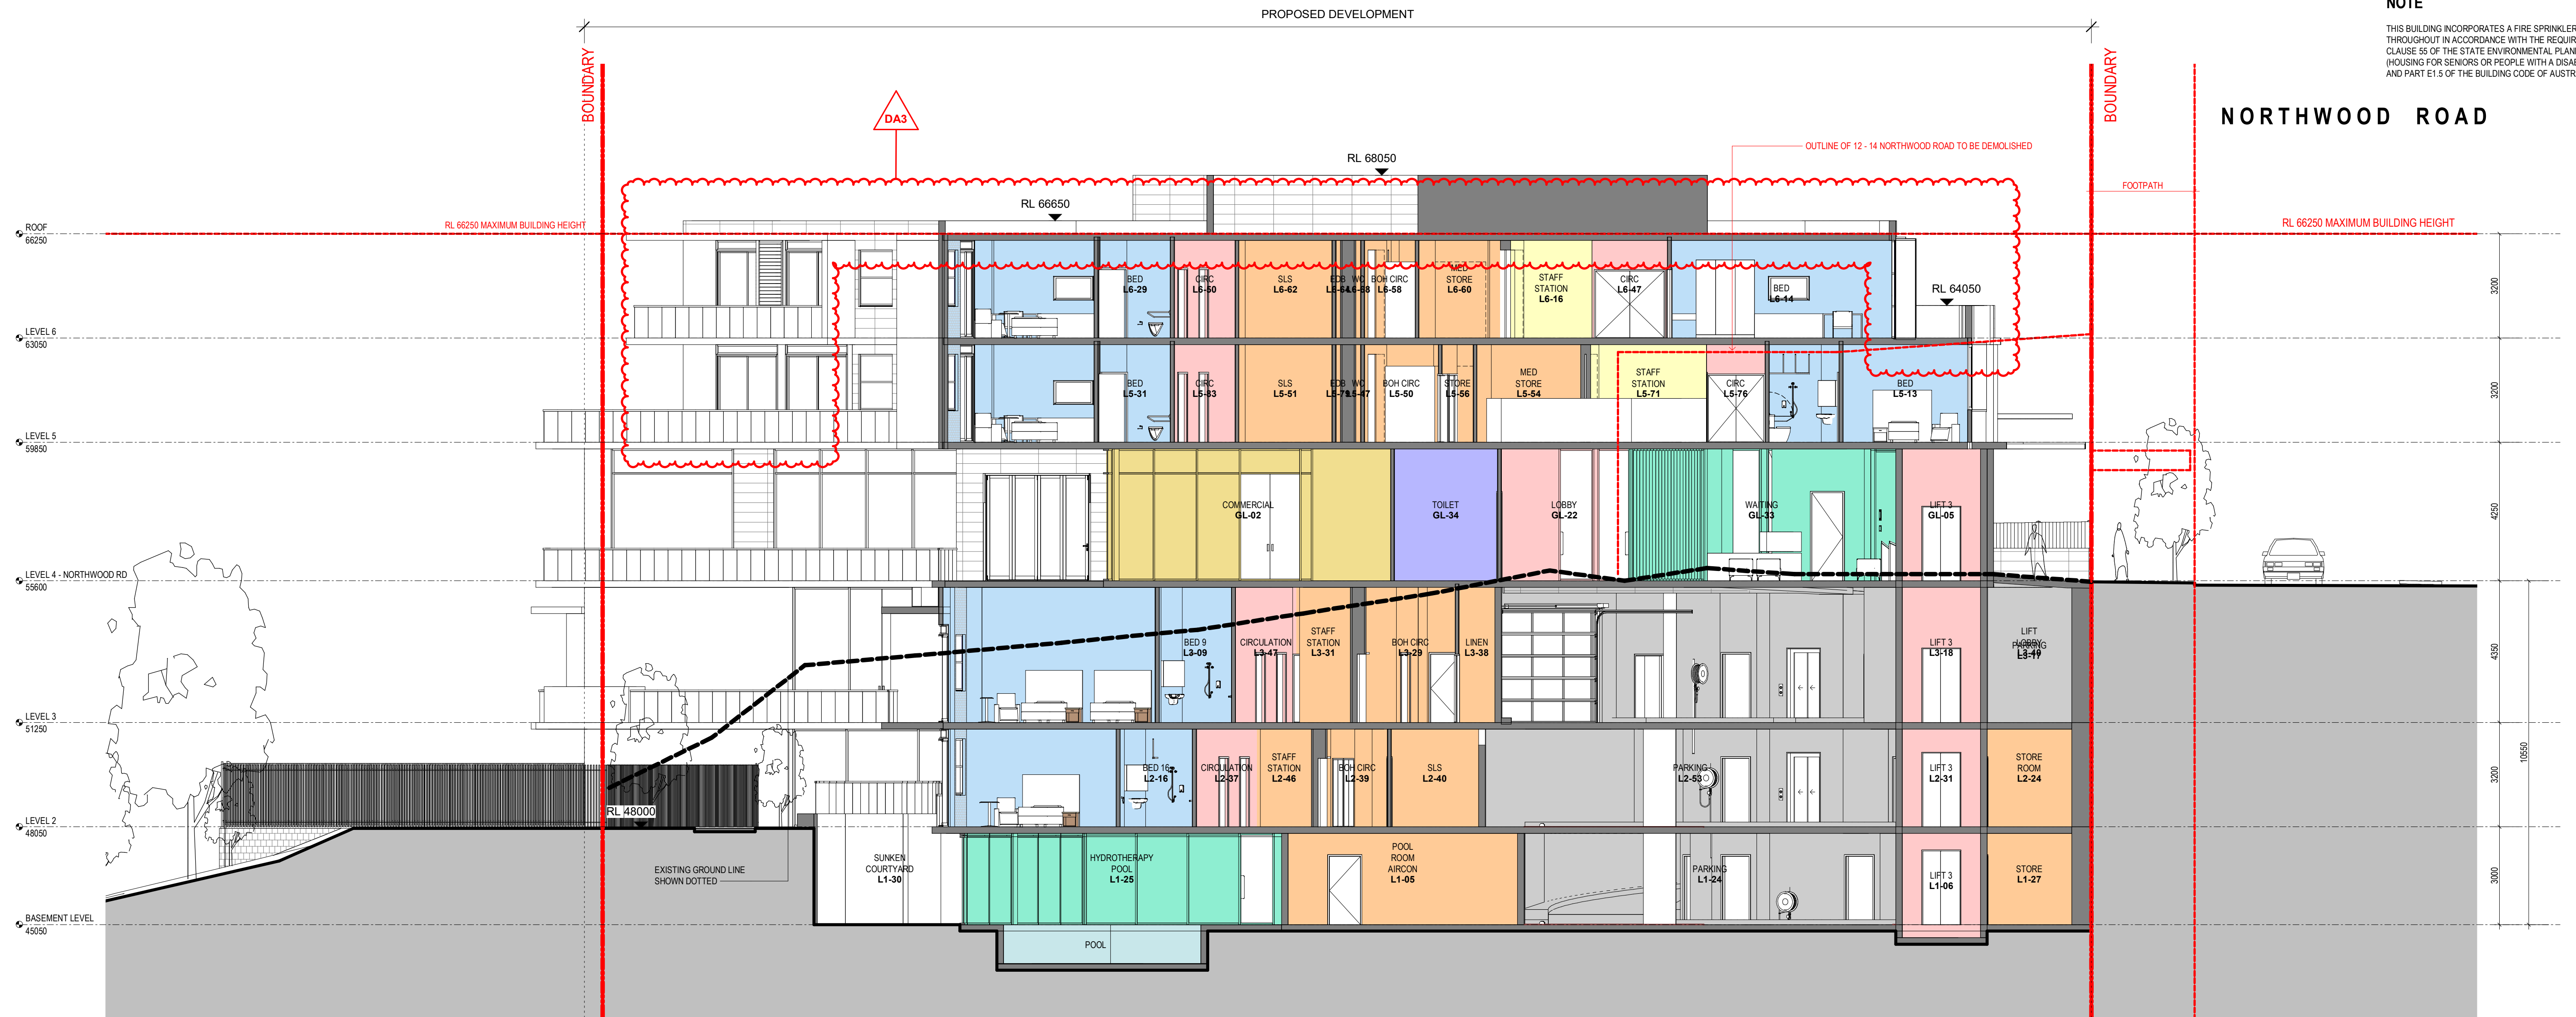 PROPOSED DEVELOPMENT
NOTE
THIS BUILDING INCORPORATES A FIRE SPRINKLER
THROUGHOUT IN ACCORDANCE WITH THE REQUIR
CLAUSE 55 OF THE STATE ENVIRONMENTAL PLAN
(HOUSING FOR SENIORS OR PEOPLE WITH A DISA
AND PART E1.5 OF THE BUILDING CODE OF AUSTR
BOUNDARY
BOUNDARY
NORTHWOOD ROAD
DA3
OUTLINE OF 12 - 14 NORTHWOOD ROAD TO BE DEMOLISHED
RL 68050
FOOTPATH
RL 66650
RL 66250 MAXIMUM BUILDING HEIGHT
RL 66250 MAXIMUM BUILDING HEIGHT
ROOF
66250
BED
L6-29
CIRC
L6-50
SLS
L6-62
EDB
WC
BOH CIRC
L6-58
MED
STORE
L6-60
STAFF
STATION
L6-16
CIRC
L6-47
BED
L6-14
RL 64050
3200
LEVEL 6
63050
BED
L5-31
CIRC
L5-83
SLS
L5-51
EDB
WC
BOH CIRC
L5-50
STORE
L5-56
MED
STORE
L5-54
STAFF
STATION
L5-71
CIRC
L5-76
BED
L5-13
3200
LEVEL 5
59850
COMMERCIAL
GL-02
TOILET
GL-34
LOBBY
GL-22
WAITING
GL-33
LIFT 3
GL-05
4250
LEVEL 4 - NORTHWOOD RD
55600
BED 9
L3-09
CIRCULATION
L3-47
STAFF
STATION
L3-31
BOH CIRC
L3-29
LINEN
L3-38
LIFT 3
L3-18
LIFT
LOBBY
PARKING
4350
LEVEL 3
51250
BED 16
L2-16
CIRCULATION
L2-37
STAFF
STATION
L2-46
BOH CIRC
L2-39
SLS
L2-40
PARKING
L2-53
LIFT 3
L2-31
STORE
ROOM
L2-24
3200
10550
RL 48000
LEVEL 2
48050
EXISTING GROUND LINE
SHOWN DOTTED
SUNKEN
COURTYARD
L1-30
HYDROTHERAPY
POOL
L1-25
POOL
ROOM
AIRCON
L1-05
PARKING
L1-24
LIFT 3
L1-06
STORE
L1-27
3000
BASEMENT LEVEL
45050
POOL